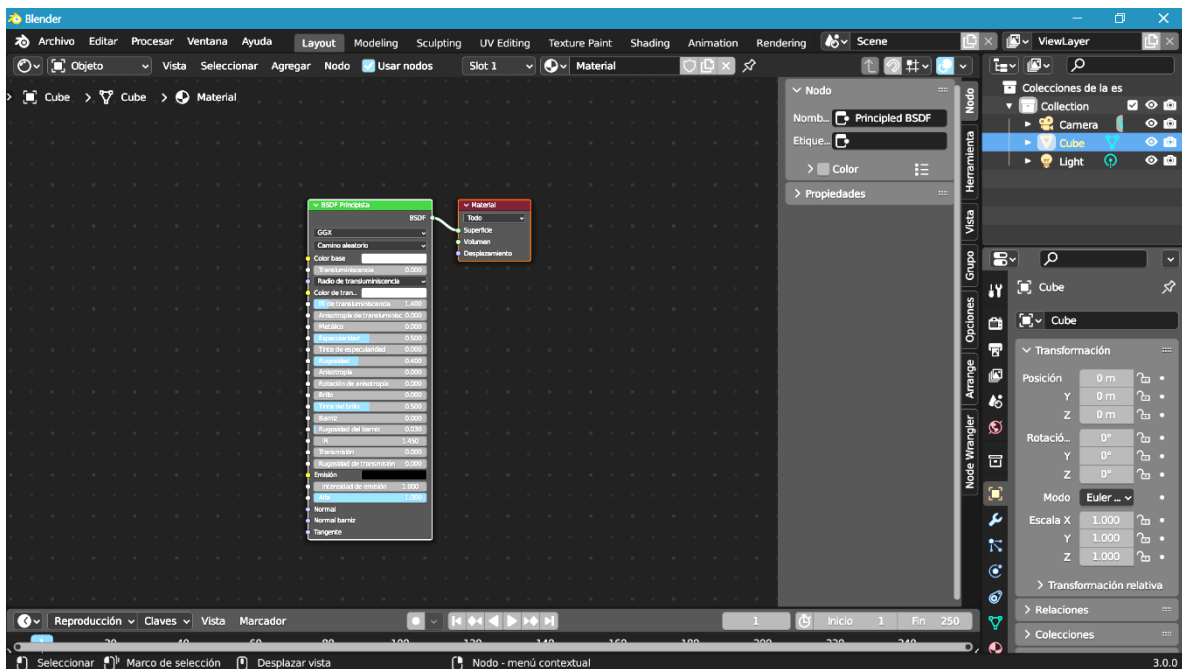 Blender
Archivo Editar Procesar Ventana Ayuda Layout Modeling Sculpting UV Editing Texture Paint Shading Animation Rendering Scene ViewLayer
Objeto Vista Seleccionar Agregar Nodo Usar nodos Slot 1 Material
Cube > Cube > Material
Nodo
Nomb... Principled BSDF
Etique...
Color
Propiedades
Nodo
Herramienta
Vista
Grupo
Opciones
Arrange
Node Wrangler
BSDF Principista
BSDF
GGX
Camino aleatorio
Color base
Transluminiscencia 0.000
Radio de transluminiscencia
Color de tran...
IR de transluminiscencia 1.400
Anisotropía de transluminisc 0.000
Metálico 0.000
Especularidad 0.500
Tinte de especularidad 0.000
Rugosidad 0.400
Anisotropía 0.000
Rotación de anisotropía 0.000
Brillo 0.000
Tinte del brillo 0.500
Barniz 0.000
Rugosidad del barniz 0.030
IR 1.450
Transmisión 0.000
Rugosidad de transmisión 0.000
Emisión
Intensidad de emisión 1.000
Alfa 1.000
Normal
Normal barniz
Tangente
Material
Todo
Superficie
Volumen
Desplazamiento
Colecciones de la es
Collection
Camera
Cube
Light
Cube
Cube
Transformación
Posición 0 m
Y 0 m
Z 0 m
Rotació... 0°
Y 0°
Z 0°
Modo Euler ...
Escala X 1.000
Y 1.000
Z 1.000
Transformación relativa
Relaciones
Colecciones
Reproducción Claves Vista Marcador 1 Inicio 1 Fin 250
1 20 40 60 80 100 120 140 160 180 200 220 240
Seleccionar Marco de selección Desplazar vista Nodo - menú contextual 3.0.0